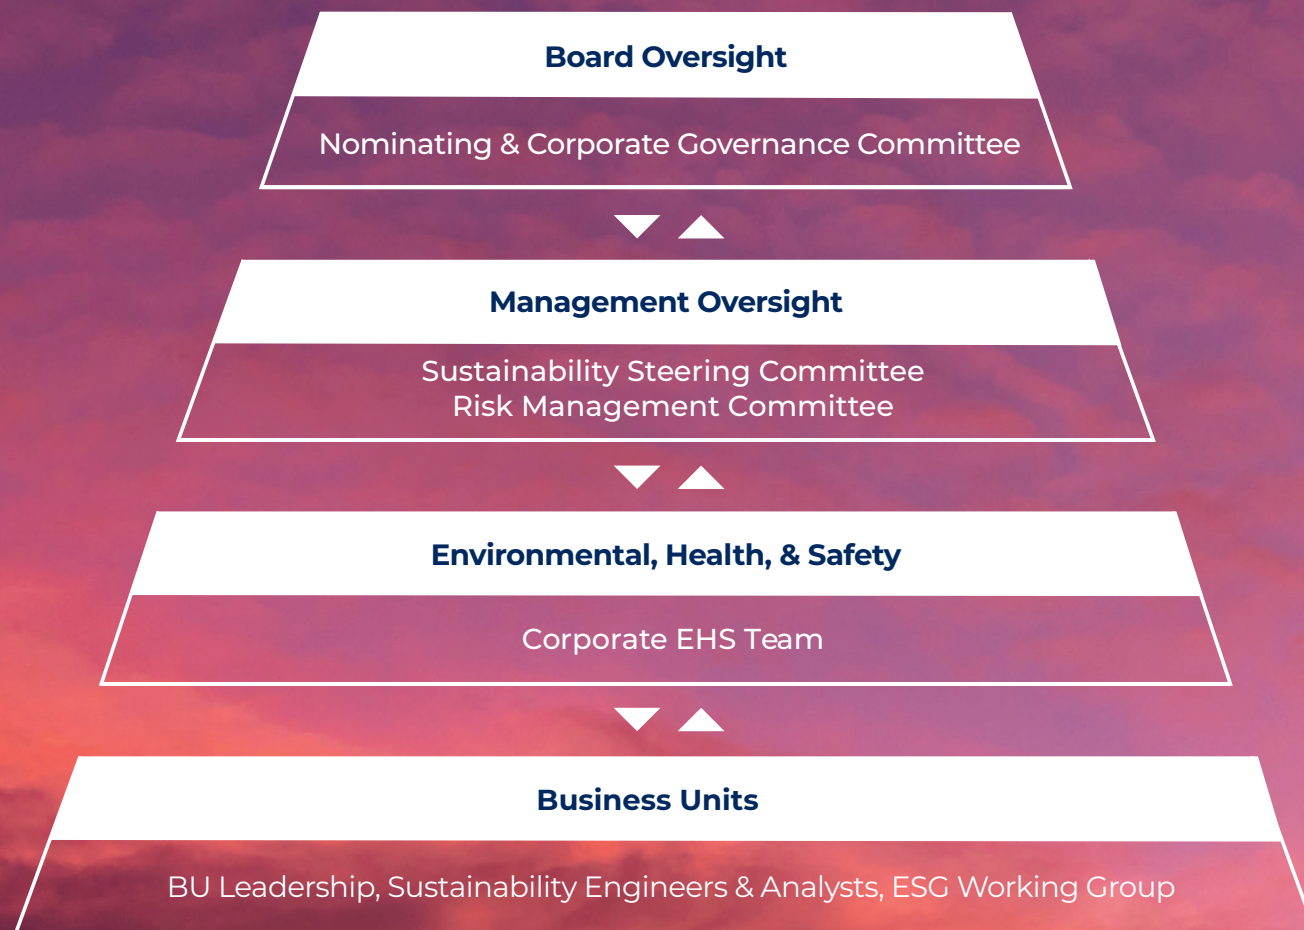 Board Oversight
Nominating & Corporate Governance Committee
Management Oversight
Sustainability Steering Committee
Risk Management Committee
Environmental, Health, & Safety
Corporate EHS Team
Business Units
BU Leadership, Sustainability Engineers & Analysts, ESG Working Group